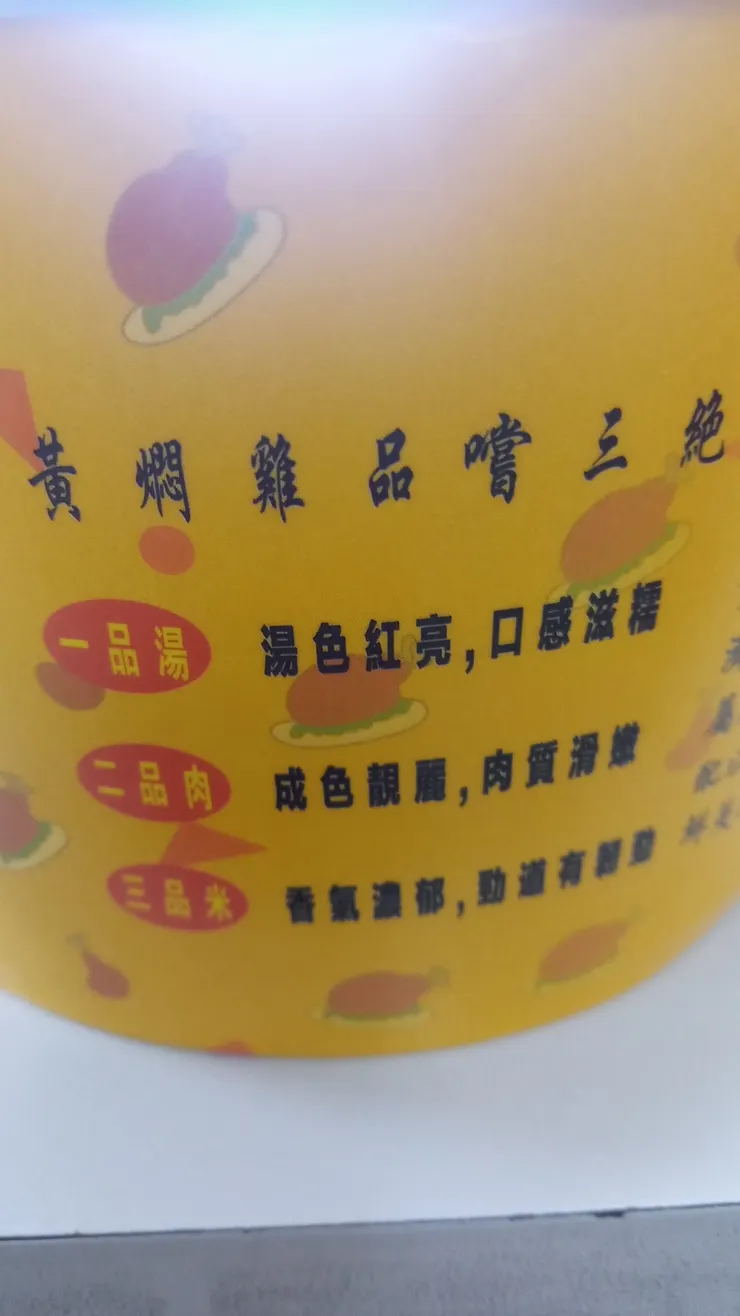 黃燜雞品嚐三絕
一品湯 湯色紅亮,口感滋糯
二品肉 成色靚麗,肉質滑嫩
三品米 香氣濃郁,勁道有韌勁